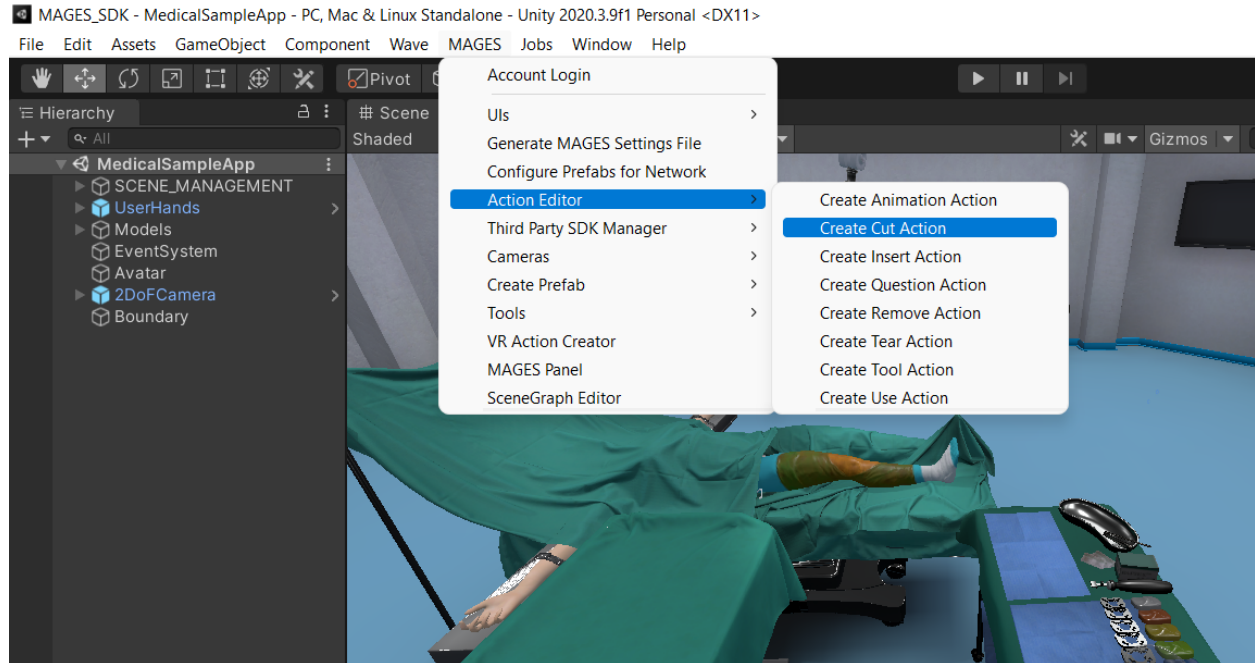 MAGES_SDK - MedicalSampleApp - PC, Mac & Linux Standalone - Unity 2020.3.9f1 Personal <DX11>
File Edit Assets GameObject Component Wave MAGES Jobs Window Help
Pivot
Hierarchy
Scene
All
Shaded
Gizmos
MedicalSampleApp
SCENE_MANAGEMENT
UserHands
Models
EventSystem
Avatar
2DoFCamera
Boundary
Account Login
UIs
Generate MAGES Settings File
Configure Prefabs for Network
Action Editor
Third Party SDK Manager
Cameras
Create Prefab
Tools
VR Action Creator
MAGES Panel
SceneGraph Editor
Create Animation Action
Create Cut Action
Create Insert Action
Create Question Action
Create Remove Action
Create Tear Action
Create Tool Action
Create Use Action